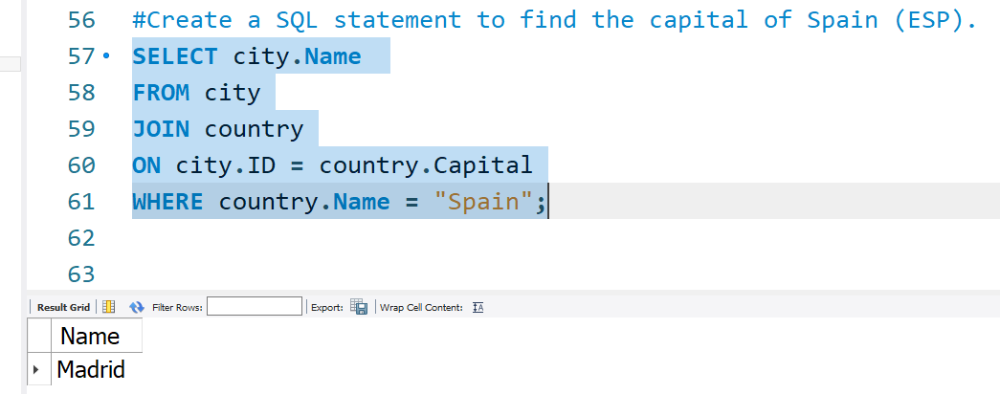 56 #Create a SQL statement to find the capital of Spain (ESP).
57 SELECT city.Name
58 FROM city
59 JOIN country
60 ON city.ID = country.Capital
61 WHERE country.Name = "Spain";
62
63
Result Grid Filter Rows: Export: Wrap Cell Content: IA
Name
Madrid